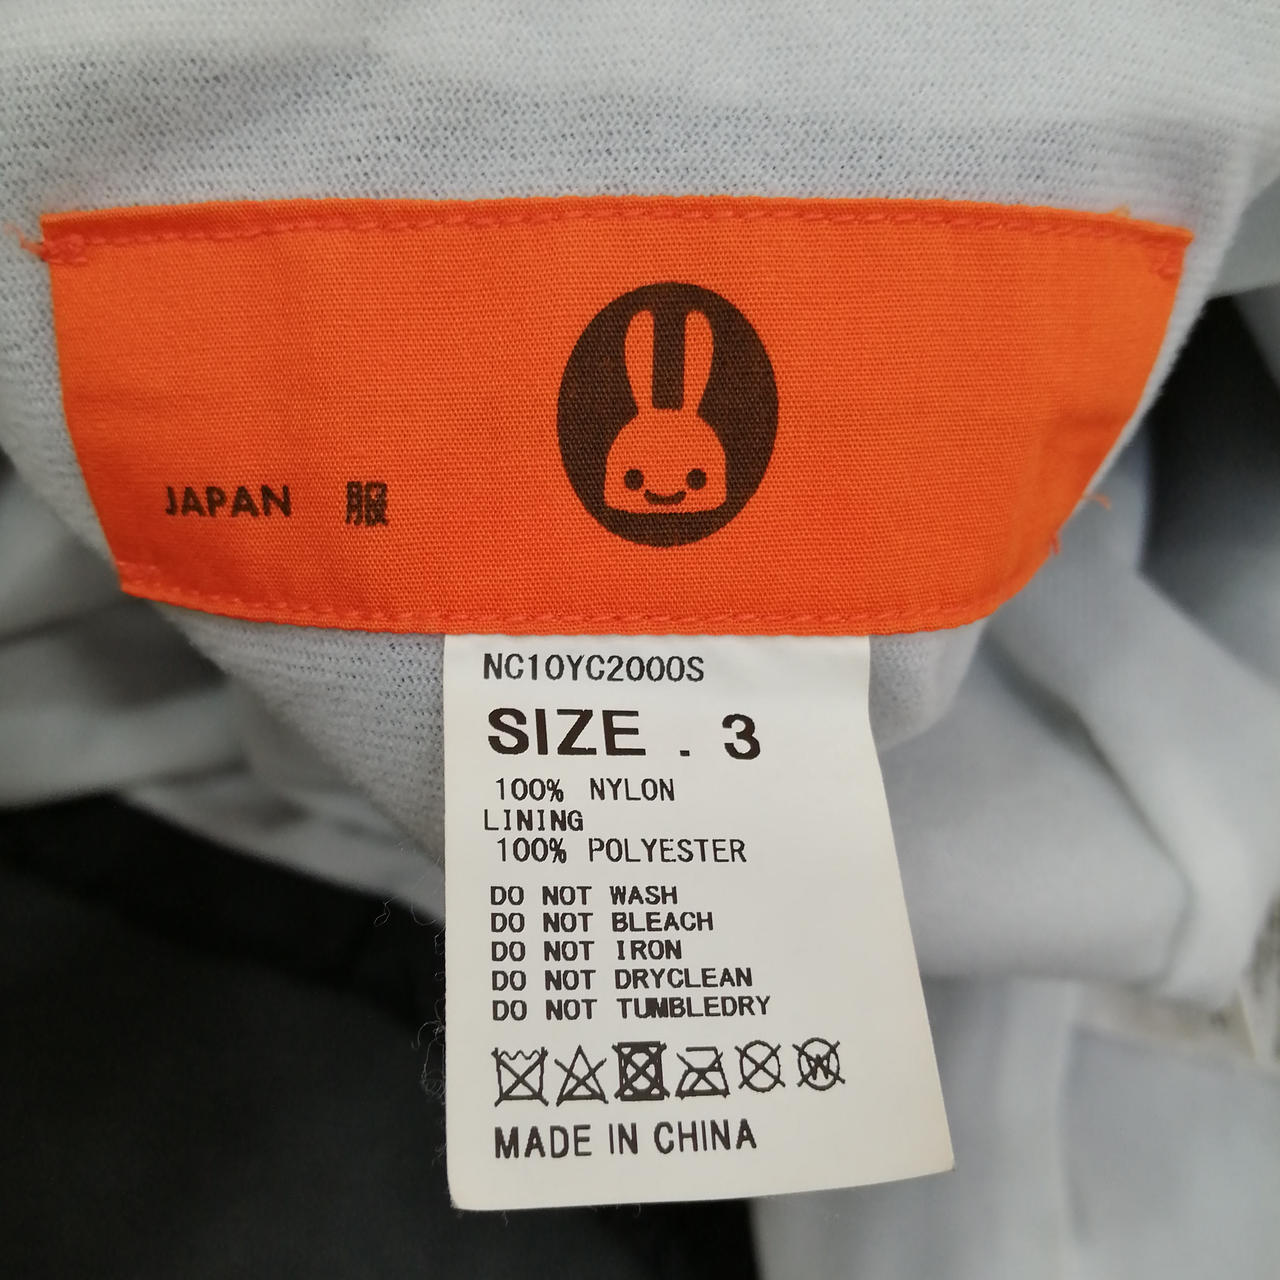 JAPAN 服
NC10YC2000S
SIZE . 3
100% NYLON
LINING
100% POLYESTER
DO NOT WASH
DO NOT BLEACH
DO NOT IRON
DO NOT DRYCLEAN
DO NOT TUMBLEDRY
W
MADE IN CHINA